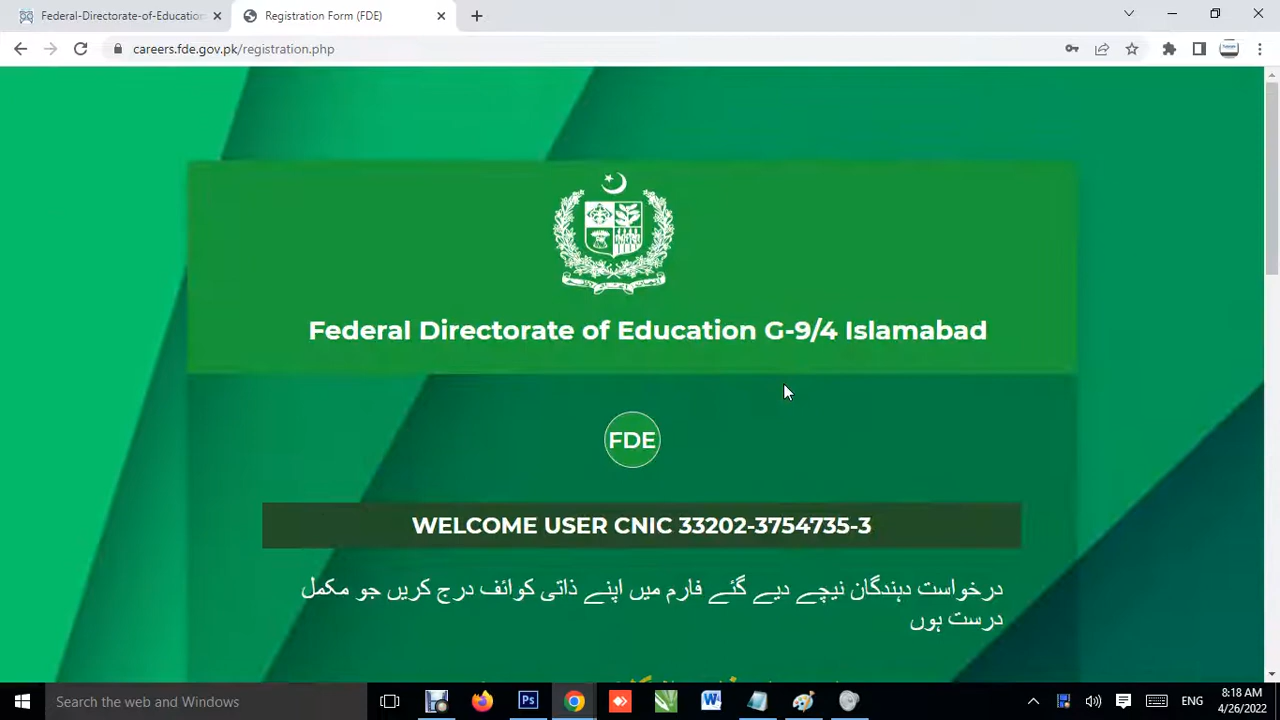 Federal-Directorate-of-Education
Registration Form (FDE)
careers.fde.gov.pk/registration.php
Federal Directorate of Education G-9/4 Islamabad
FDE
WELCOME USER CNIC 33202-3754735-3
درخواست دہندگان نیچے دیے گئے فارم میں اپنے ذاتی کوائف درج کریں جو مکمل
درست ہوں
Search the web and Windows
Ps
W
ENG
8:18 AM
4/26/2022